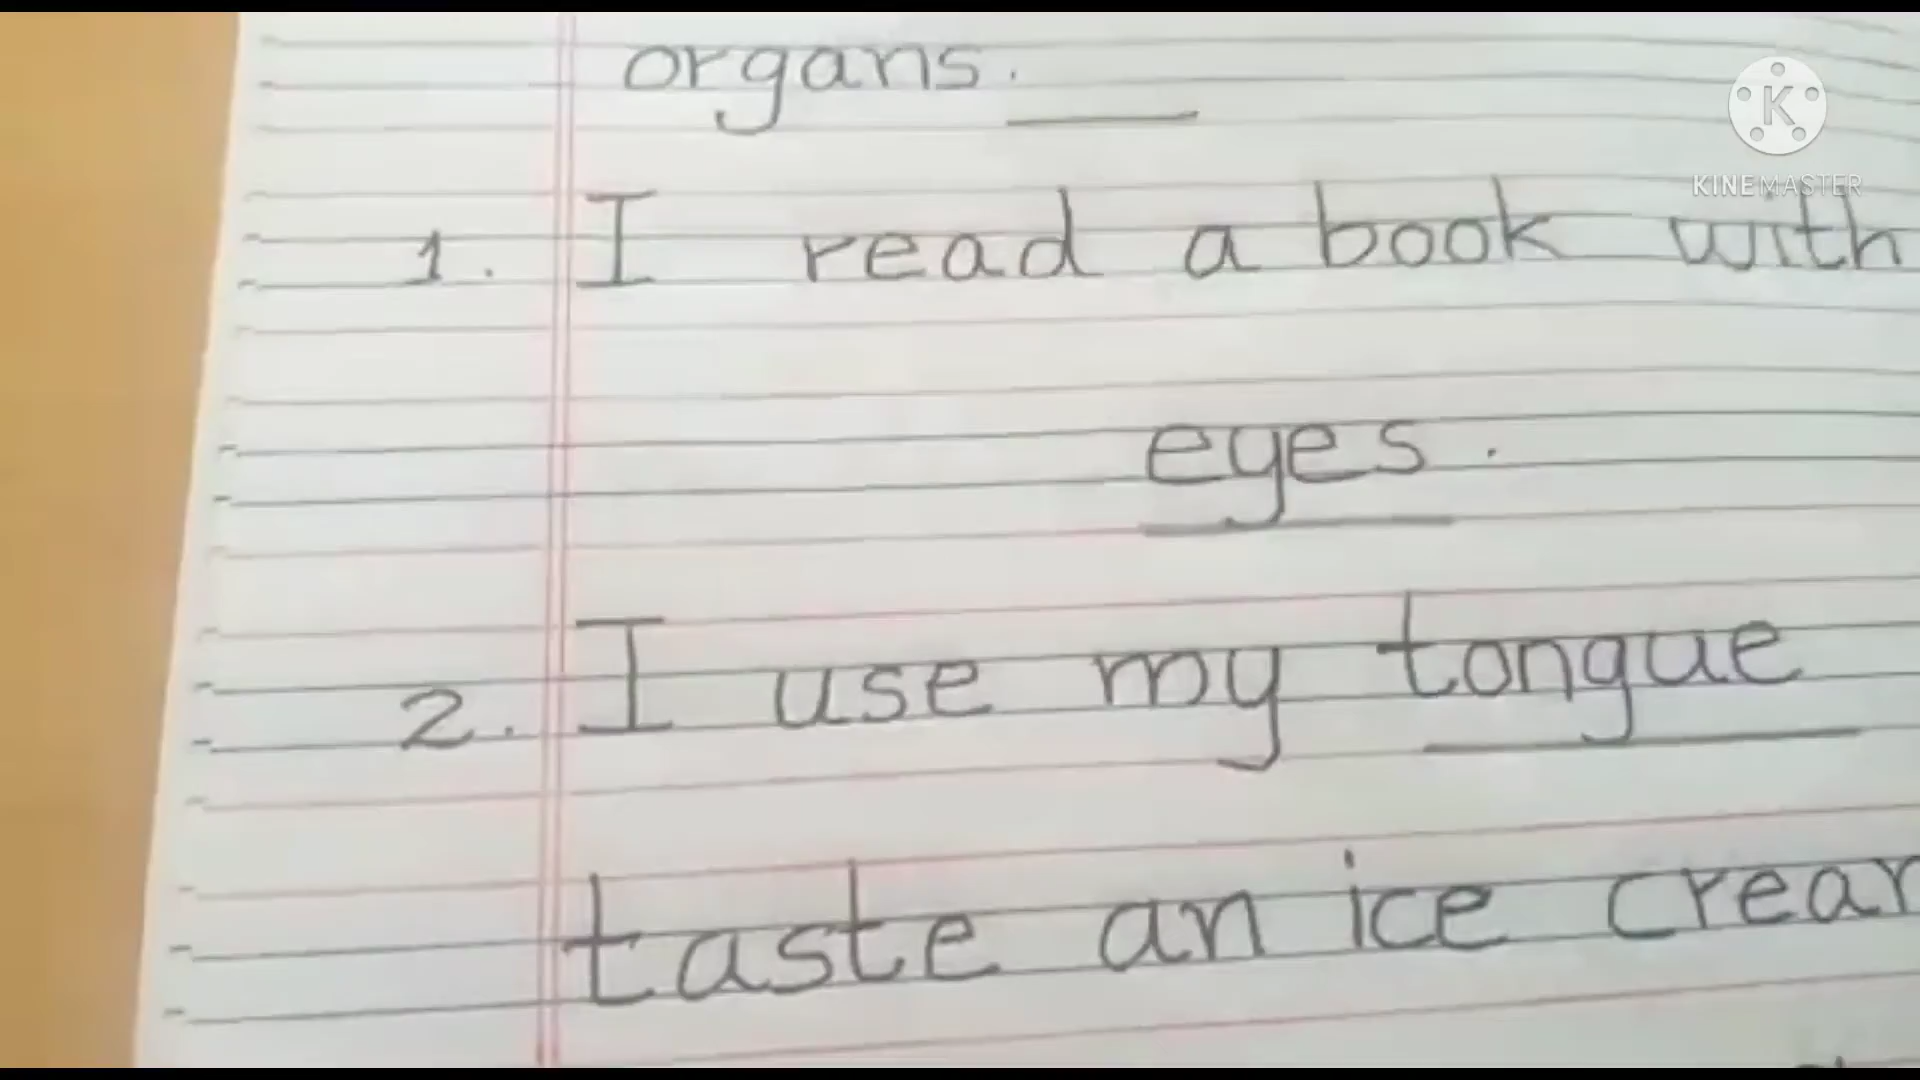 organs.
1. I read a book with
eyes.
2. I use my tongue
taste an ice crea
KINEMASTER